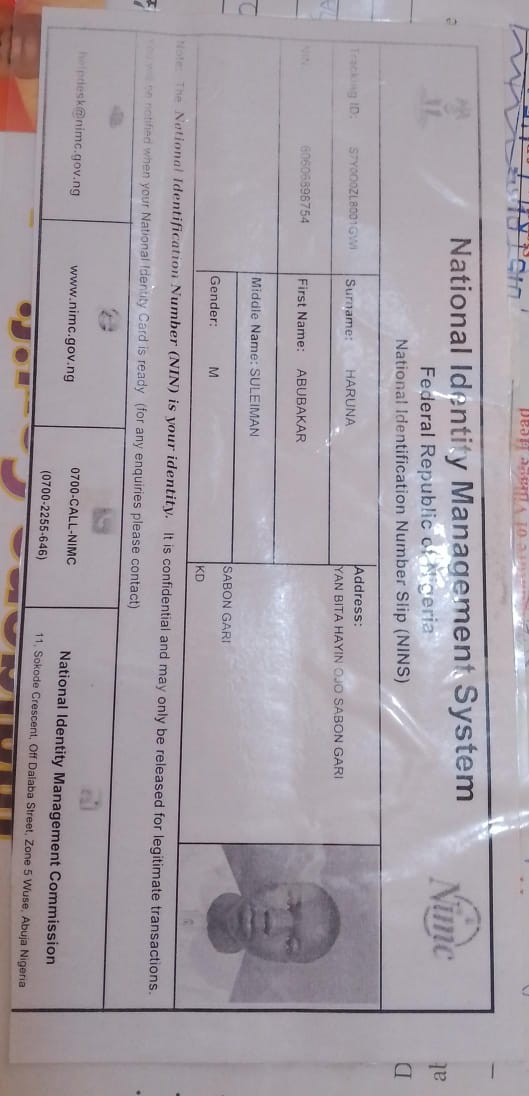 National Identity Management System
Federal Republic of Nigeria
National Identification Number Slip (NINS)
Nimc
Tracking ID:
Surname: HARUNA
Address:
YAN BITA HAYIN OJO SABON GARI
NIN:
First Name: ABUBAKAR
Middle Name: SULEIMAN
SABON GARI
Gender: M
KD
Note: The National Identification Number (NIN) is your identity. It is confidential and may only be released for legitimate transactions.
You will be notified when your National Identity Card is ready (for any enquiries please contact)
helpdesk@nimc.gov.ng
www.nimc.gov.ng
0700-CALL-NIMC
(0700-2255-646)
National Identity Management Commission
11, Sokode Crescent, Off Dalaba Street, Zone 5 Wuse, Abuja Nigeria